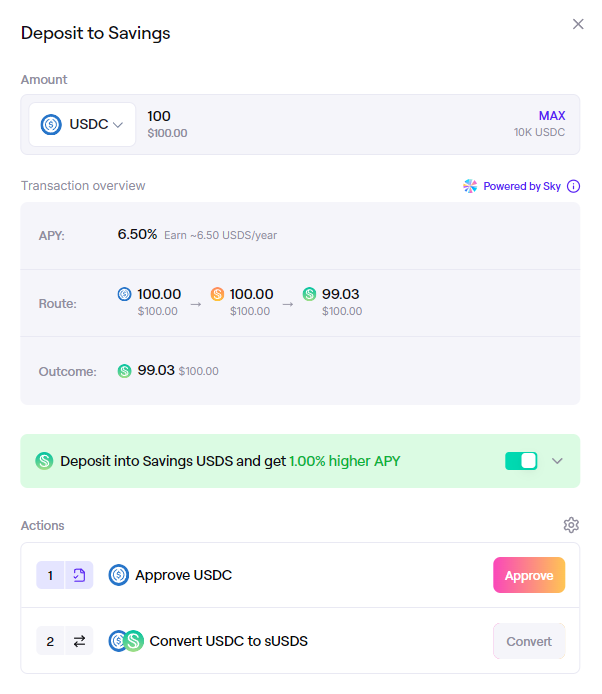 Deposit to Savings
Amount
USDC
100
$100.00
MAX
10K USDC
Transaction overview
Powered by Sky
APY:
6.50% Earn ~6.50 USDS/year
Route:
100.00 → 100.00 → 99.03
$100.00 $100.00 $100.00
Outcome:
99.03 $100.00
Deposit into Savings USDS and get 1.00% higher APY
Actions
1 Approve USDC Approve
2 Convert USDC to sUSDS Convert